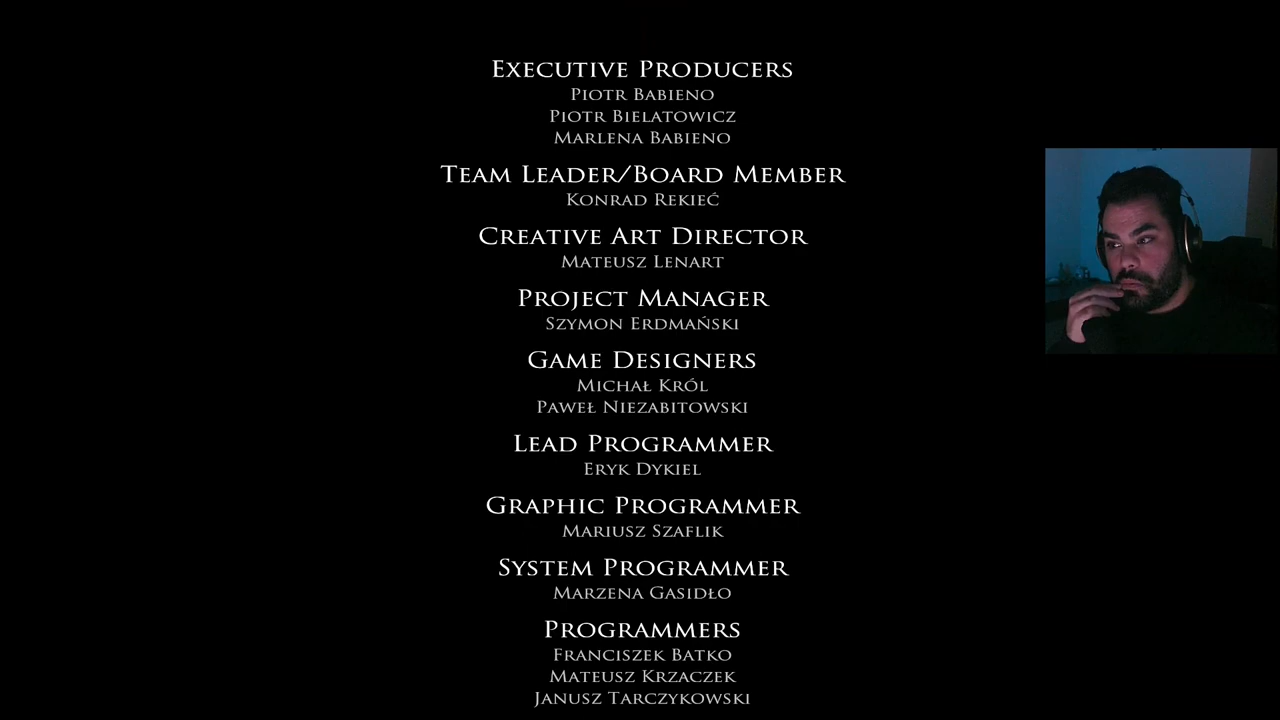 Executive Producers
Piotr Babieno
Piotr Bielatowicz
Marlena Babieno
Team Leader/Board Member
Konrad Rekieć
Creative Art Director
Mateusz Lenart
Project Manager
Szymon Erdmański
Game Designers
Michał Król
Paweł Niezabitowski
Lead Programmer
Eryk Dykiel
Graphic Programmer
Mariusz Szaflik
System Programmer
Marzena Gasidło
Programmers
Franciszek Batko
Mateusz Krzaczek
Janusz Tarczykowski